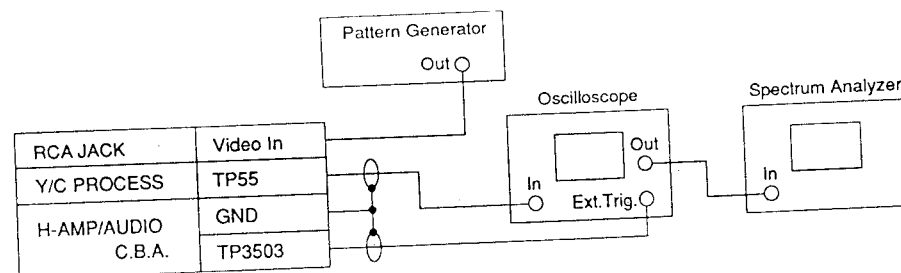 Pattern Generator
Out
Oscilloscope
Spectrum Analyzer
RCA JACK Video In
Out
Y/C PROCESS TP55
In
In
H-AMP/AUDIO GND
Ext.Trig.
C.B.A. TP3503